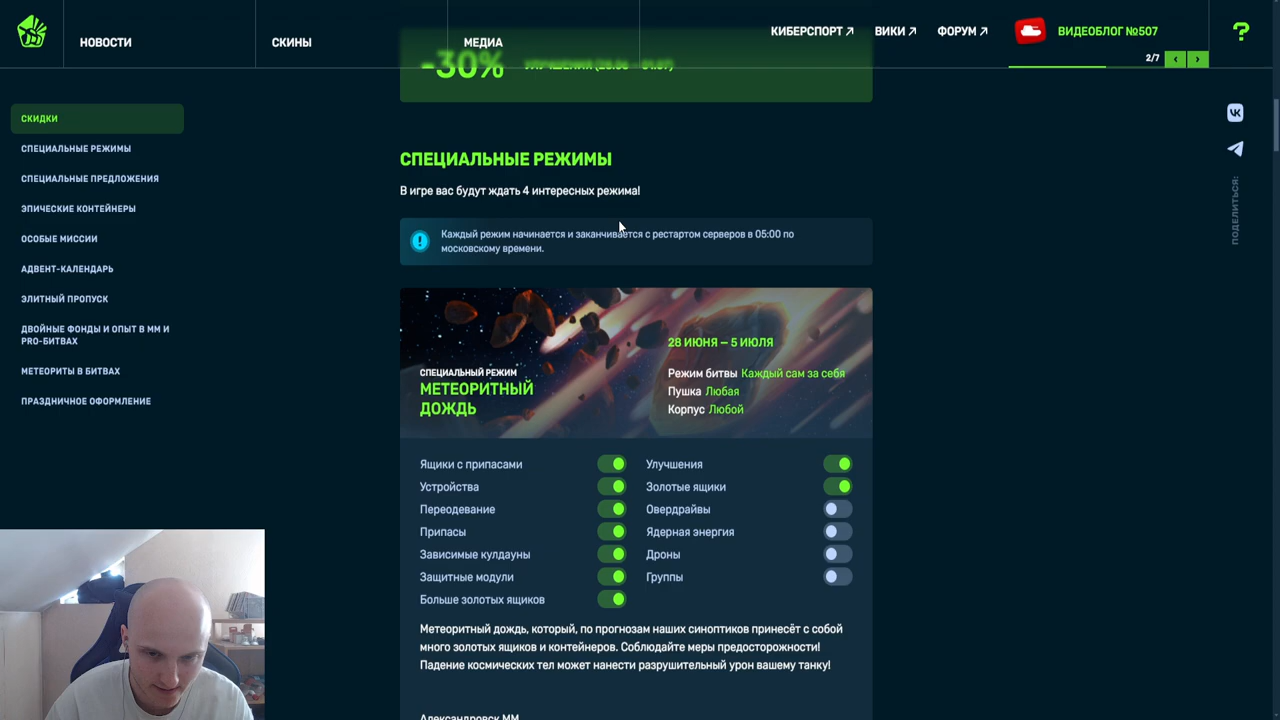 НОВОСТИ
СКИНЫ
МЕДИА
КИБЕРСПОРТ
ВИКИ
ФОРУМ
ВИДЕОБЛОГ №507
?
2/7
СКИДКИ
СПЕЦИАЛЬНЫЕ РЕЖИМЫ
СПЕЦИАЛЬНЫЕ ПРЕДЛОЖЕНИЯ
ЭПИЧЕСКИЕ КОНТЕЙНЕРЫ
ОСОБЫЕ МИССИИ
АДВЕНТ-КАЛЕНДАРЬ
ЭЛИТНЫЙ ПРОПУСК
ДВОЙНЫЕ ФОНДЫ И ОПЫТ В ММ И
PRO-БИТВАХ
МЕТЕОРИТЫ В БИТВАХ
ПРАЗДНИЧНОЕ ОФОРМЛЕНИЕ
-30%
СПЕЦИАЛЬНЫЕ РЕЖИМЫ
В игре вас будут ждать 4 интересных режима!
Каждый режим начинается и заканчивается с рестартом серверов в 05:00 по
московскому времени.
СПЕЦИАЛЬНЫЙ РЕЖИМ
МЕТЕОРИТНЫЙ
ДОЖДЬ
28 ИЮНЯ – 5 ИЮЛЯ
Режим битвы Каждый сам за себя
Пушка Любая
Корпус Любой
Ящики с припасами
Устройства
Переодевание
Припасы
Зависимые кулдауны
Защитные модули
Больше золотых ящиков
Улучшения
Золотые ящики
Овердрайвы
Ядерная энергия
Дроны
Группы
Метеоритный дождь, который, по прогнозам наших синоптиков принесёт с собой
много золотых ящиков и контейнеров. Соблюдайте меры предосторожности!
Падение космических тел может нанести разрушительный урон вашему танку!
Александровск ММ
ПОДЕЛИТЬСЯ: